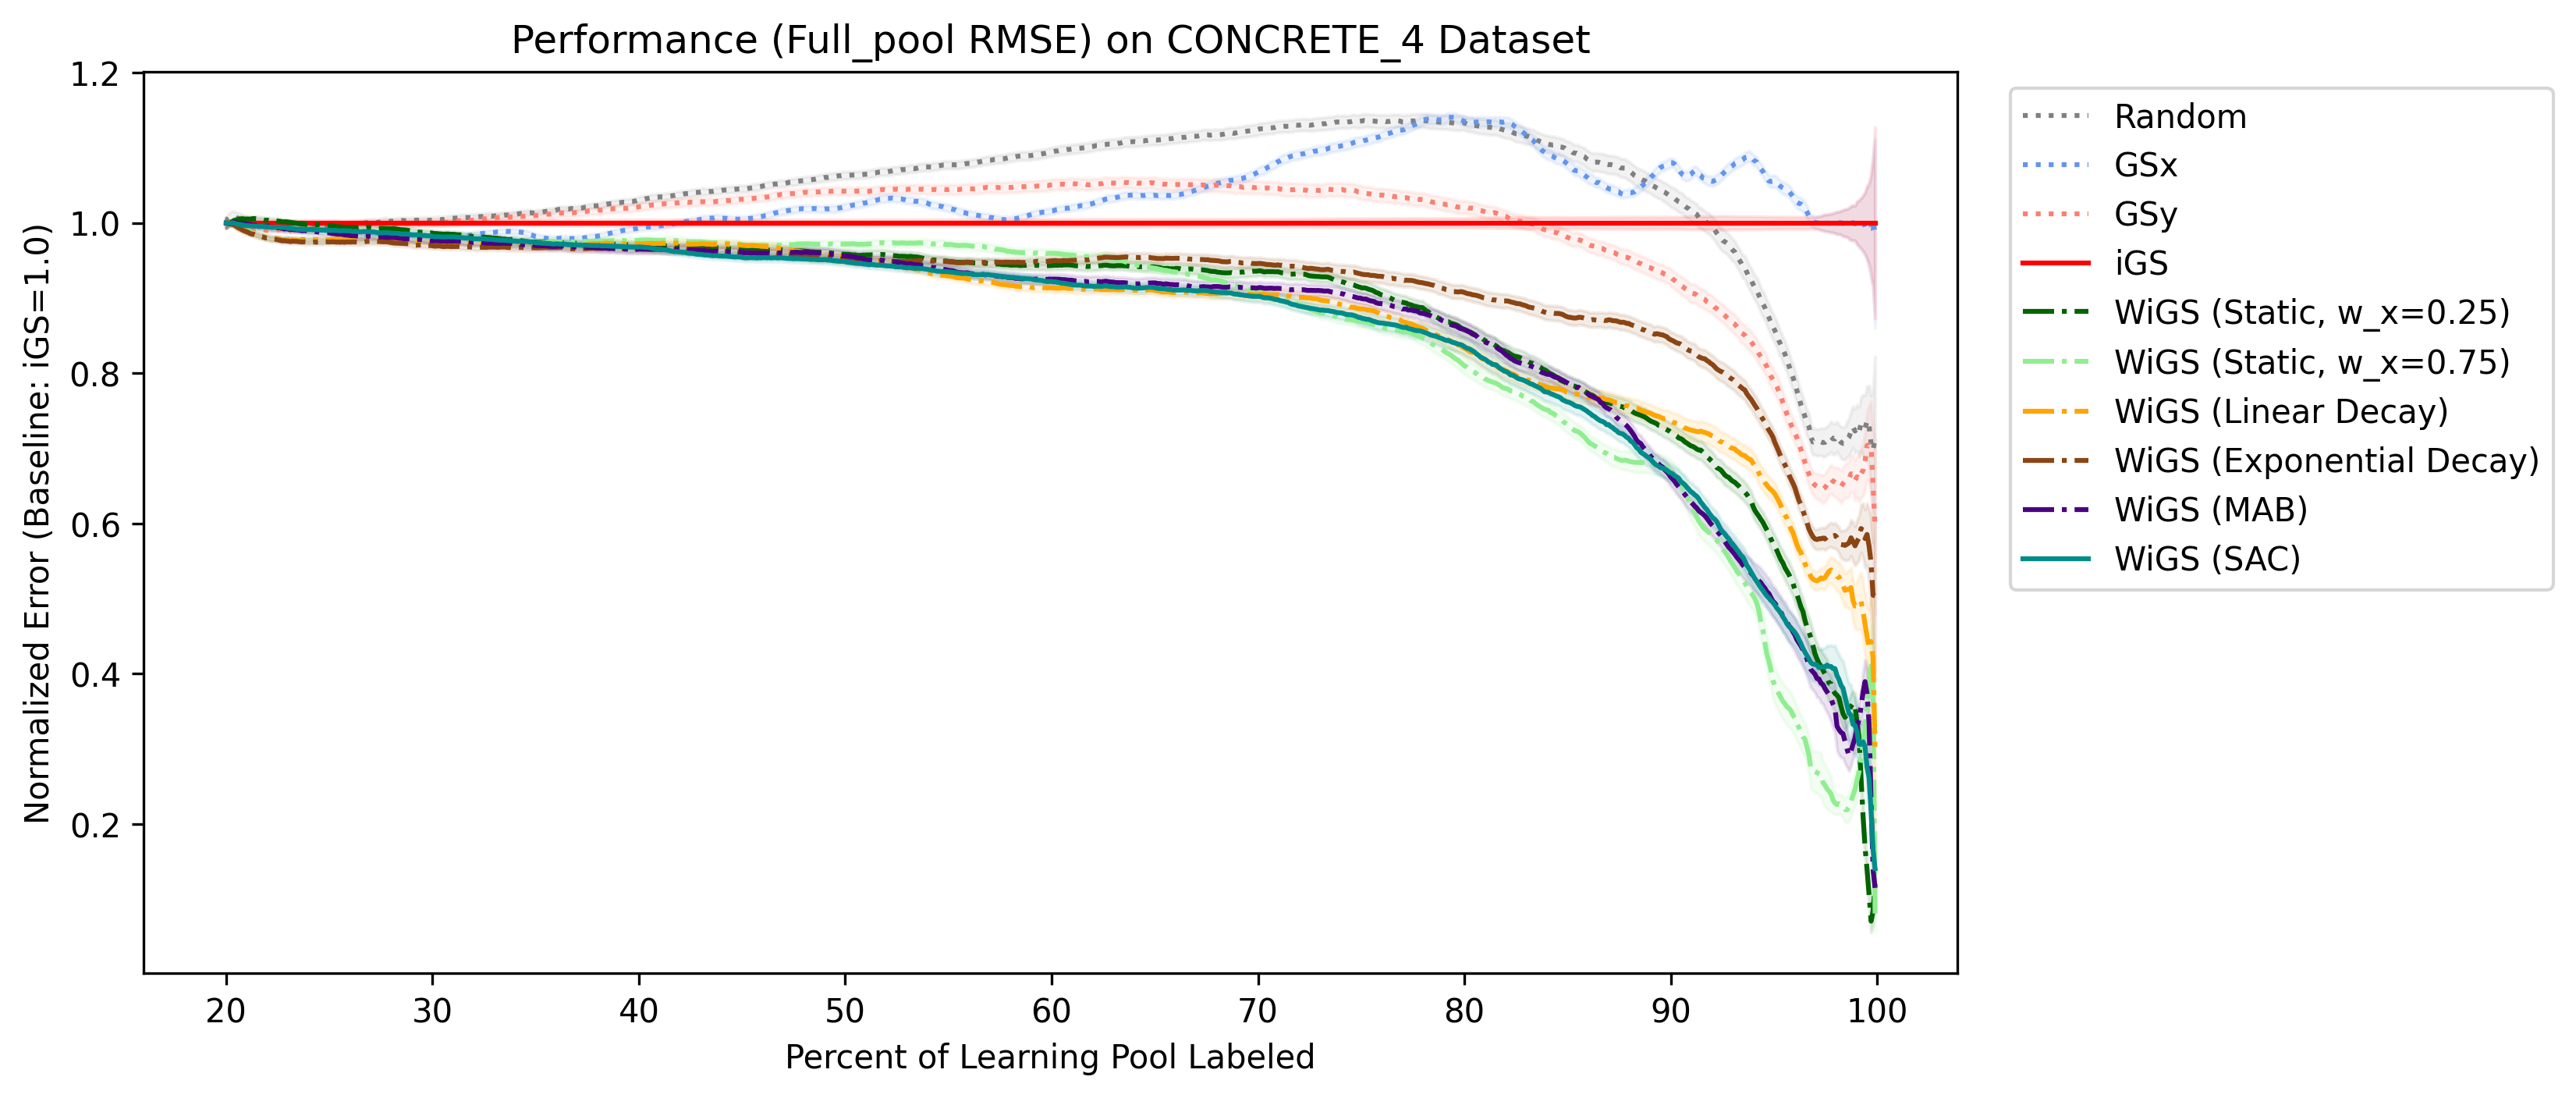 Performance (Full_pool RMSE) on CONCRETE_4 Dataset
Normalized Error (Baseline: iGS=1.0)
1.2
1.0
0.8
0.6
0.4
0.2
20 30 40 50 60 70 80 90 100
Percent of Learning Pool Labeled
Random
GSx
GSy
iGS
WiGS (Static, w_x=0.25)
WiGS (Static, w_x=0.75)
WiGS (Linear Decay)
WiGS (Exponential Decay)
WiGS (MAB)
WiGS (SAC)